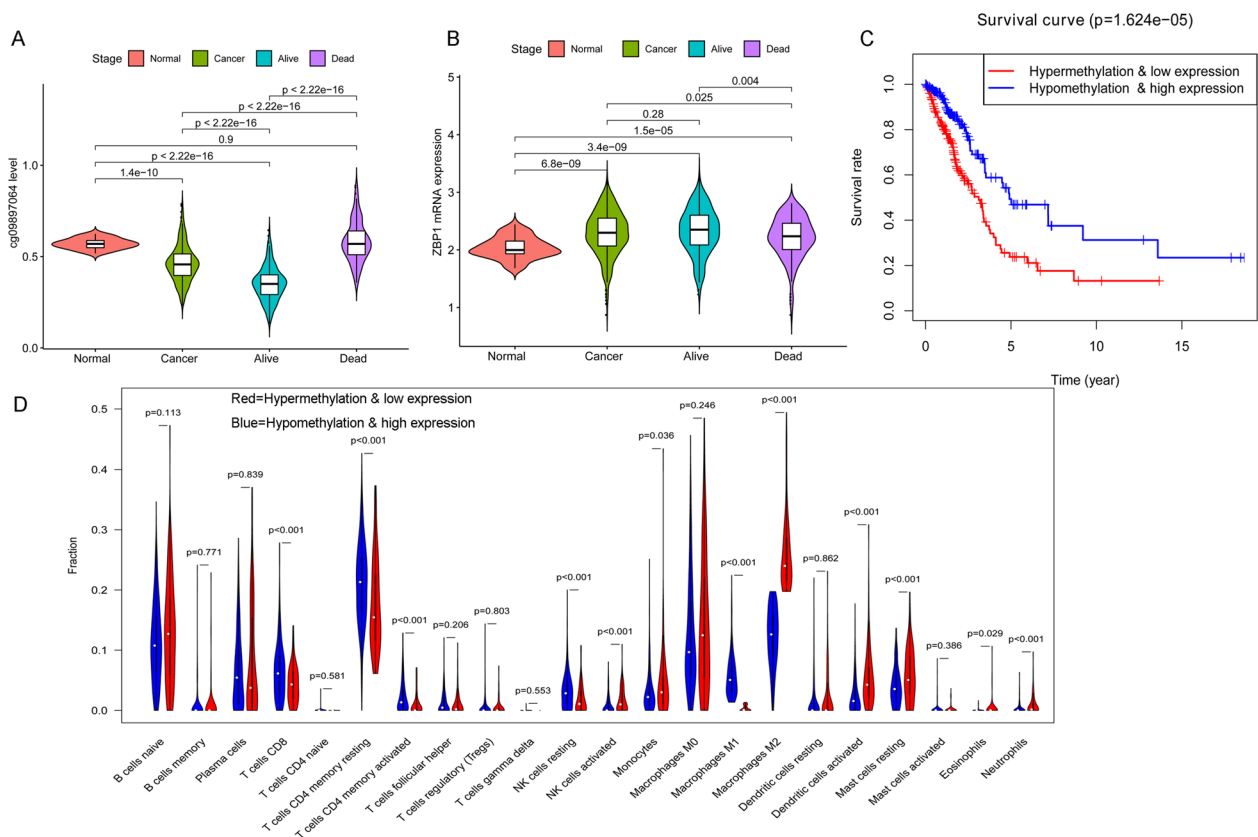 A
Stage Normal Cancer Alive Dead
cg09897064 level
1.0
0.5
0.0
p < 2.22e−16
p < 2.22e−16
p < 2.22e−16
0.9
p < 2.22e−16
1.4e−10
Normal Cancer Alive Dead
B
Stage Normal Cancer Alive Dead
ZBP1 mRNA expression
5
4
3
2
1
0.004
0.025
0.28
1.5e−05
3.4e−09
6.8e−09
Normal Cancer Alive Dead
Survival curve (p=1.624e−05)
C
Hypermethylation & low expression
Hypomethylation & high expression
Survival rate
1.0
0.8
0.6
0.4
0.2
0.0
0 5 10 15
Time (year)
D
Red=Hypermethylation & low expression
Blue=Hypomethylation & high expression
Fraction
0.5
0.4
0.3
0.2
0.1
0.0
p=0.113
p=0.771
p=0.839
p<0.001
p=0.581
p<0.001
p<0.001
p=0.206
p=0.803
p=0.553
p<0.001
p<0.001
p=0.036
p=0.246
p<0.001
p<0.001
p=0.862
p<0.001
p<0.001
p=0.386
p=0.029
p<0.001
B cells naive
B cells memory
Plasma cells
T cells CD8
T cells CD4 naive
T cells CD4 memory resting
T cells CD4 memory activated
T cells follicular helper
T cells regulatory (Tregs)
T cells gamma delta
NK cells resting
NK cells activated
Monocytes
Macrophages M0
Macrophages M1
Macrophages M2
Dendritic cells resting
Dendritic cells activated
Mast cells resting
Mast cells activated
Eosinophils
Neutrophils